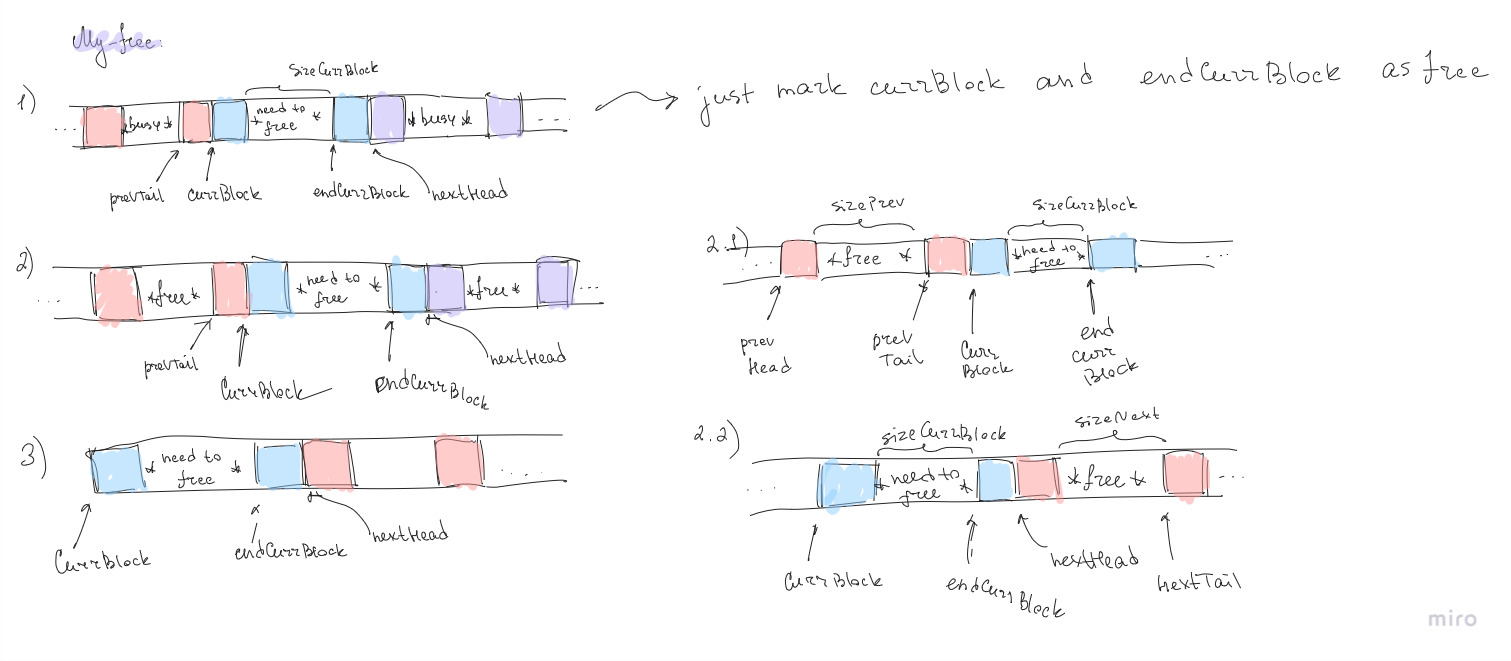 My-free:
1)
sizeCurrBlock
just mark currBlock and endCurrBlock as free
... *busy* *need to free* *busy* ...
prevTail currBlock endCurrBlock nextHead
2)
... *free* *need to free* *free* ...
prevTail CurrBlock endCurrBlock nextHead
3)
* need to free * ....
CurrBlock endCurrBlock nextHead
2.1)
sizePrev sizeCurrBlock
... *free * *need to free* ...
prev Head
prev Tail
Curr Block
end curr Block
2.2)
sizeCurrBlock sizeNext
... *need to free* *free* ...
CurrBlock endCurrBlock nextHead nextTail
miro